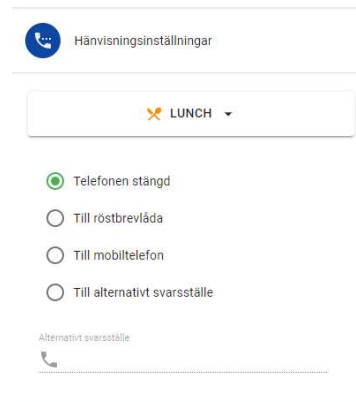 Hänvisningsinställningar
LUNCH
Telefonen stängd
Till röstbrevlåda
Till mobiltelefon
Till alternativt svarsställe
Alternativt svarsställe